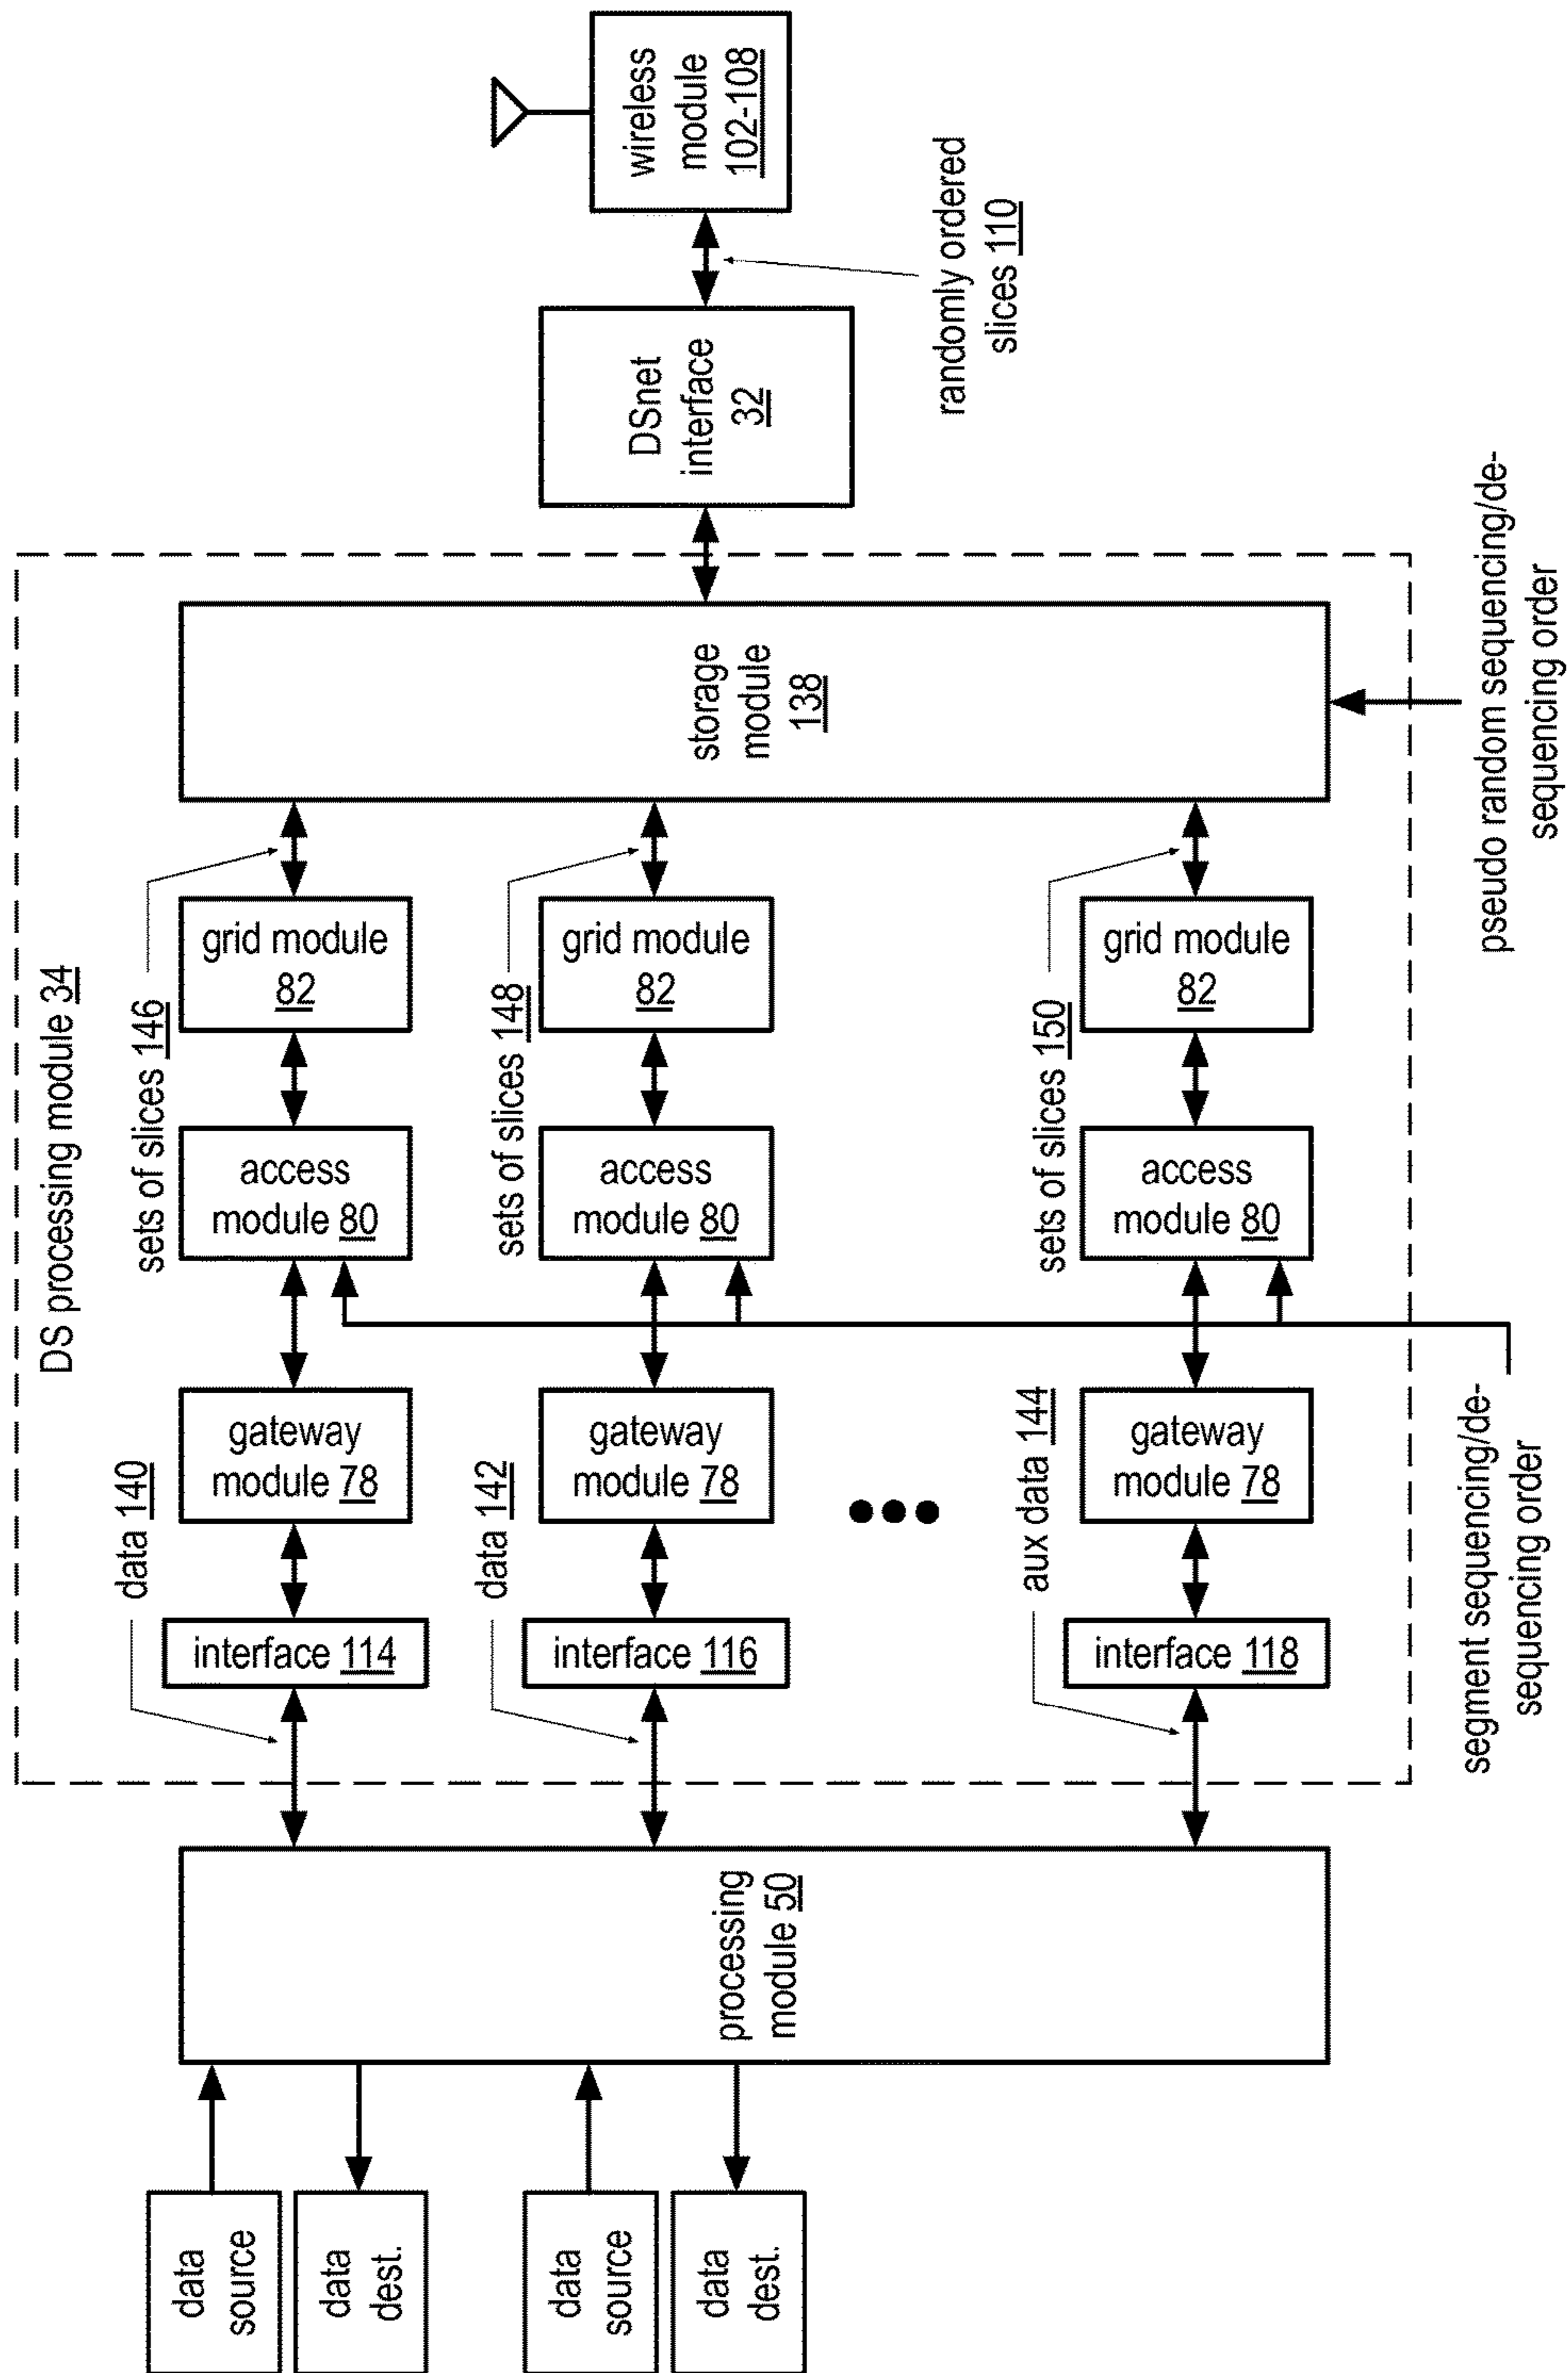 data
source
data
dest.
data
source
data
dest.
processing
module 50
DS processing module 34
data 140
interface 114
gateway
module 78
access
module 80
sets of slices 146
grid module
82
data 142
interface 116
gateway
module 78
access
module 80
sets of slices 148
grid module
82
aux data 144
interface 118
gateway
module 78
access
module 80
sets of slices 150
grid module
82
storage
module
138
DSnet
interface
32
wireless
module
102-108
randomly ordered
slices 110
segment sequencing/de-
sequencing order
pseudo random sequencing/de-
sequencing order